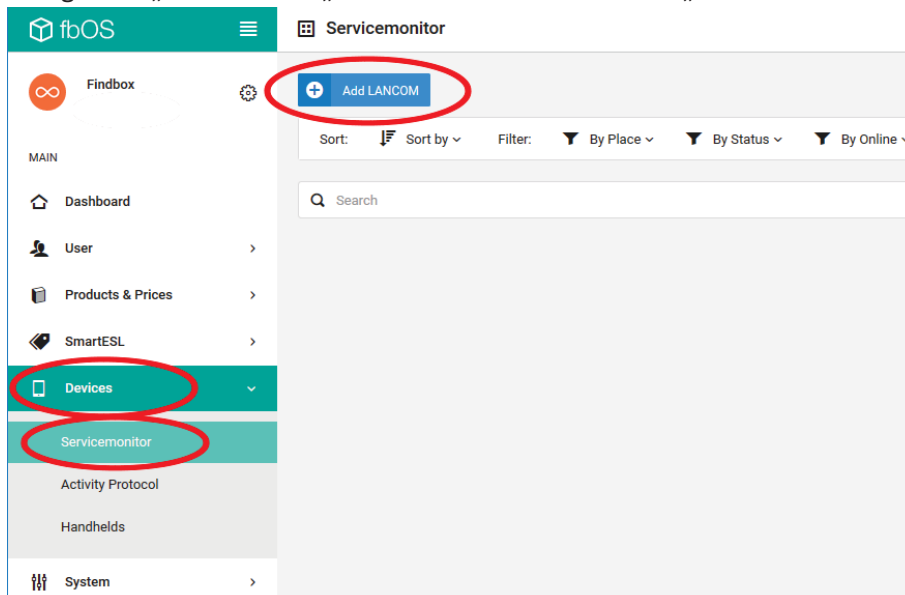 fbOS
Servicemonitor
Findbox
Add LANCOM
Sort: Sort by Filter: By Place By Status By Online
MAIN
Dashboard
Search
User
Products & Prices
SmartESL
Devices
Servicemonitor
Activity Protocol
Handhelds
System